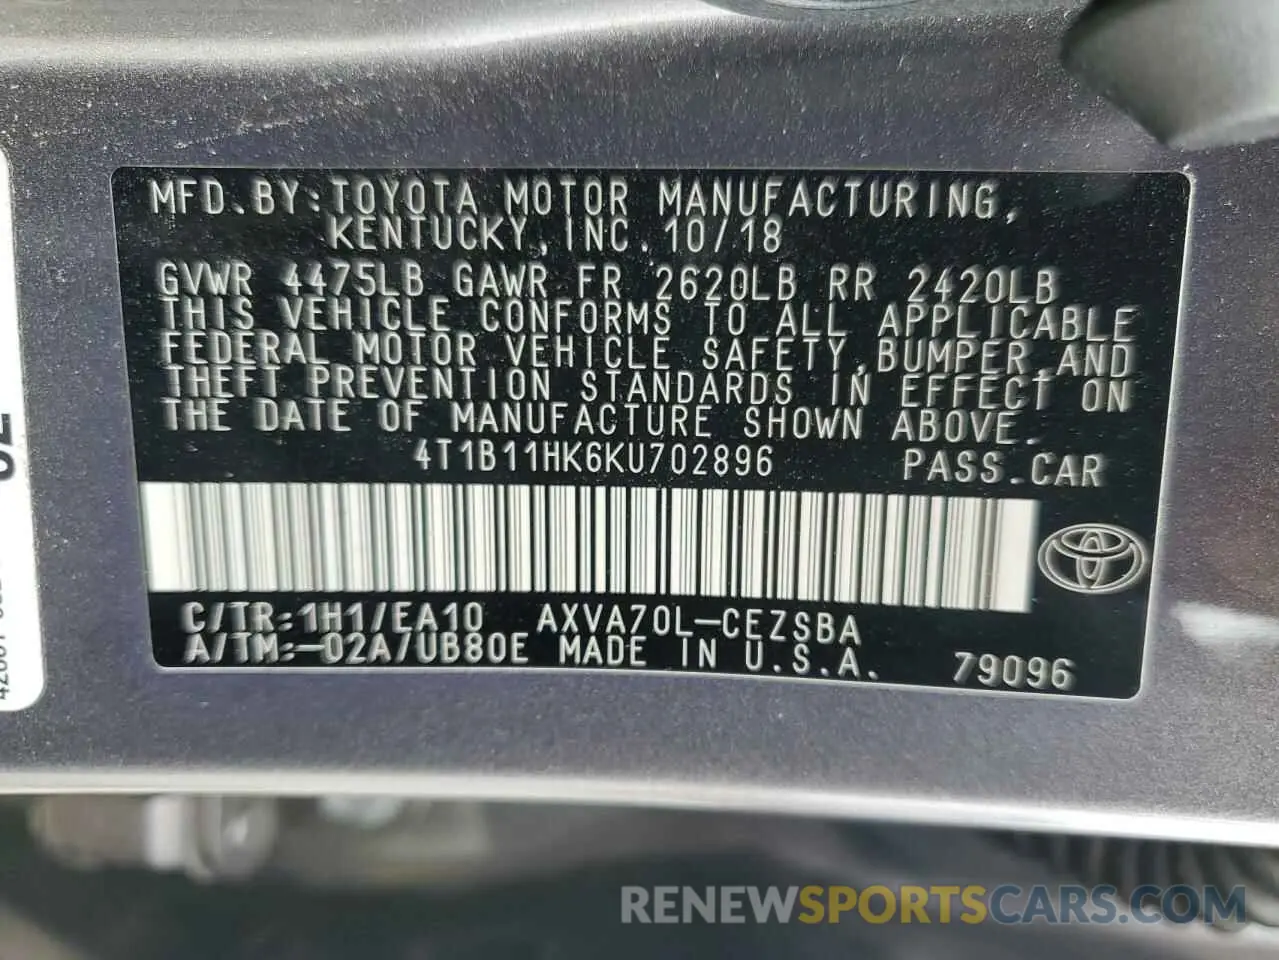 MFD.BY:TOYOTA MOTOR MANUFACTURING,
KENTUCKY,INC.10/18
GVWR 4475LB GAWR FR 2620LB RR 2420LB
THIS VEHICLE CONFORMS TO ALL APPLICABLE
FEDERAL MOTOR VEHICLE SAFETY,BUMPER,AND
THEFT PREVENTION STANDARDS IN EFFECT ON
THE DATE OF MANUFACTURE SHOWN ABOVE.
4T1B11HK6KU702896 PASS.CAR
C/TR:1H1/EA10 AXVA70L-CEZSBA
A/TM:-02A/UB80E MADE IN U.S.A. 79096
RENEWSPORTSCARS.COM